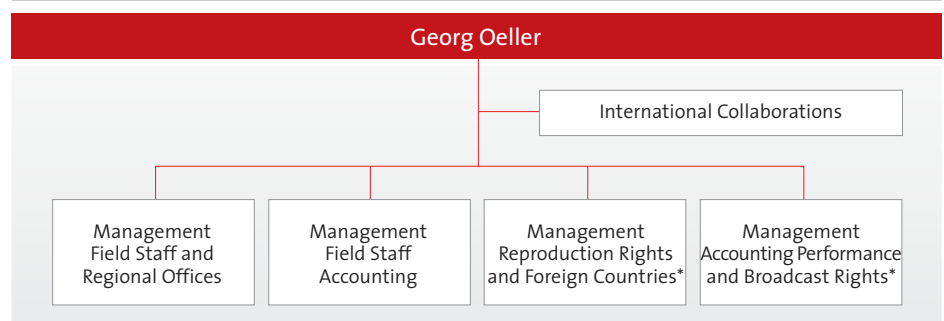 Georg Oeller
International Collaborations
Management
Field Staff and
Regional Offices
Management
Field Staff
Accounting
Management
Reproduction Rights
and Foreign Countries*
Management
Accounting Performance
and Broadcast Rights*